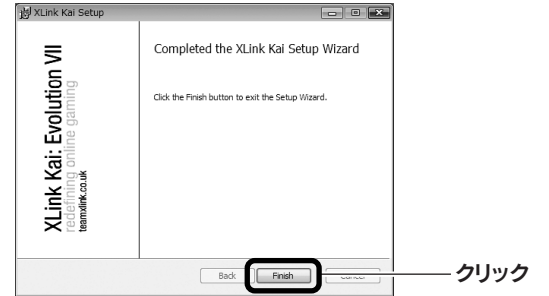 XLink Kai Setup
XLink Kai: Evolution VII
redefining online gaming
teamxlink.co.uk
Completed the XLink Kai Setup Wizard
Click the Finish button to exit the Setup Wizard.
Back
Finish
Cancel
クリック